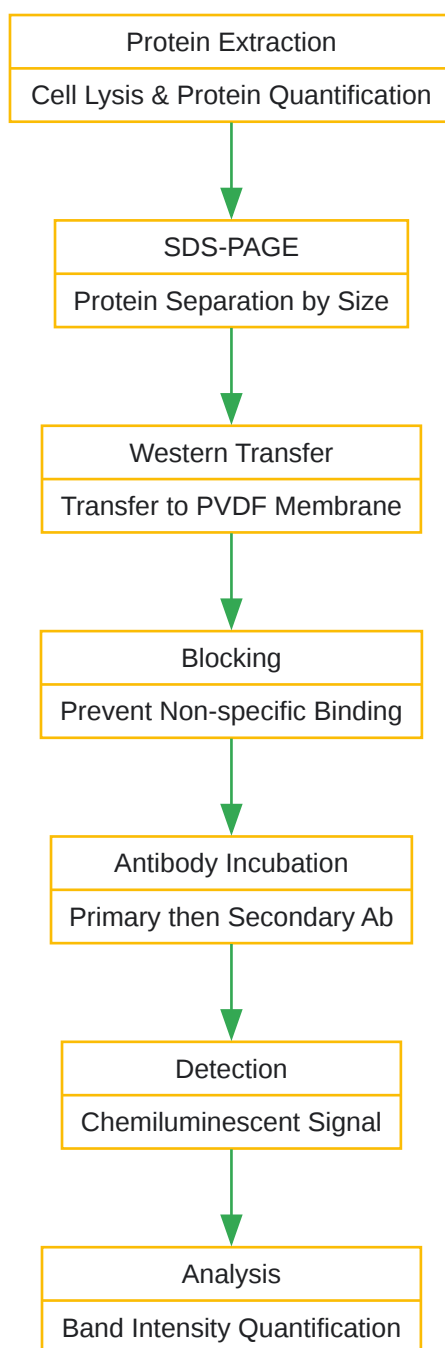 Protein Extraction
Cell Lysis & Protein Quantification
SDS-PAGE
Protein Separation by Size
Western Transfer
Transfer to PVDF Membrane
Blocking
Prevent Non-specific Binding
Antibody Incubation
Primary then Secondary Ab
Detection
Chemiluminescent Signal
Analysis
Band Intensity Quantification